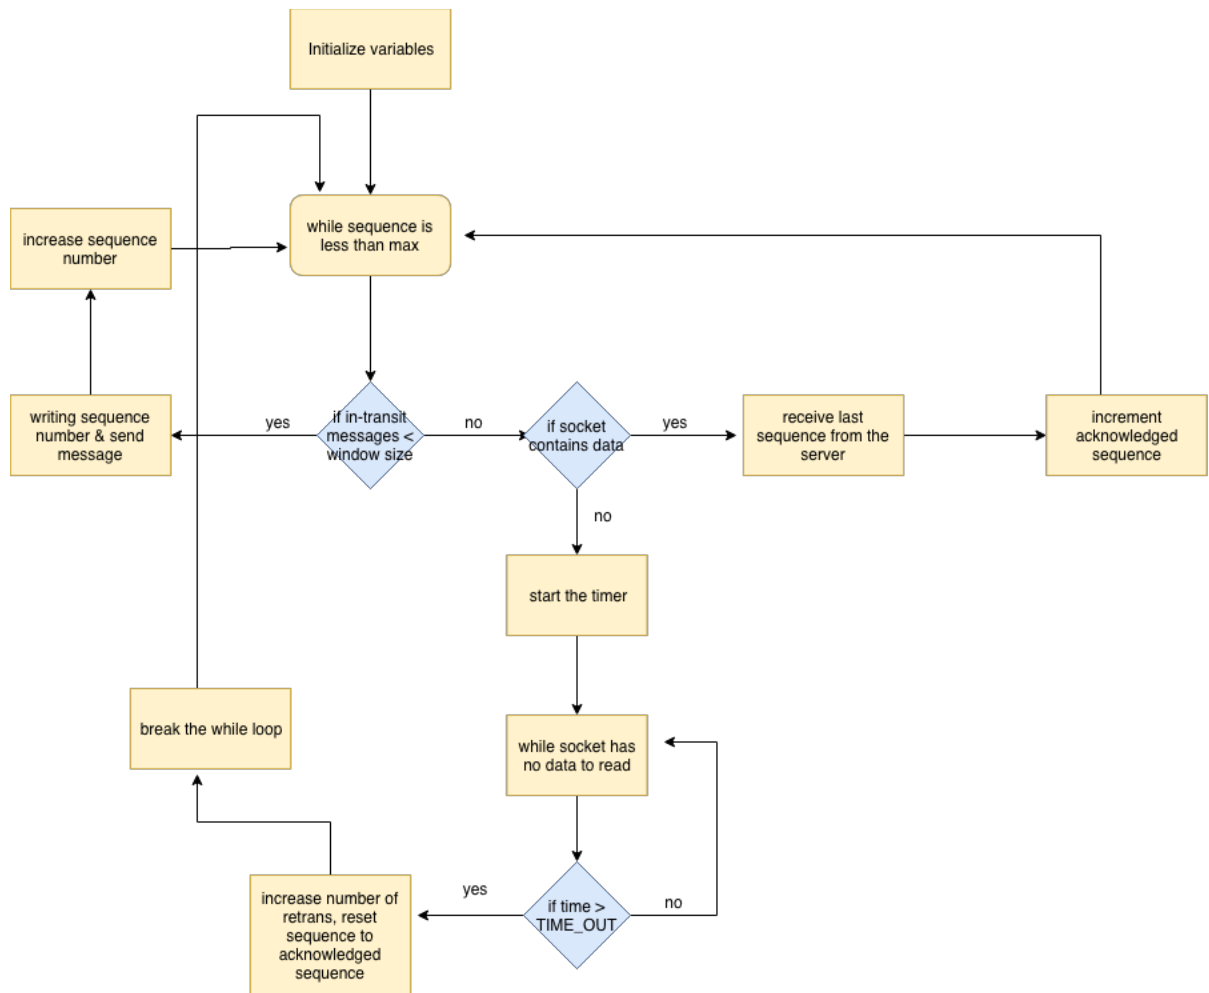 Initialize variables
while sequence is
less than max
increase sequence
number
writing sequence
number & send
message
yes
if in-transit
messages <
window size
no
if socket
contains data
yes
receive last
sequence from the
server
increment
acknowledged
sequence
no
start the timer
break the while loop
while socket has
no data to read
increase number of
retrans, reset
sequence to
acknowledged
sequence
yes
if time >
TIME_OUT
no